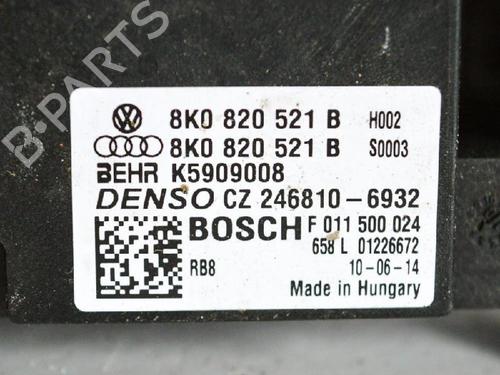 B-PARTS
8K0 820 521 B H002
8K0 820 521 B S0003
BEHR K5909008
DENSO CZ 246810-6932
BOSCH F 011 500 024
658 L 01226672
RB8 10-06-14
Made in Hungary